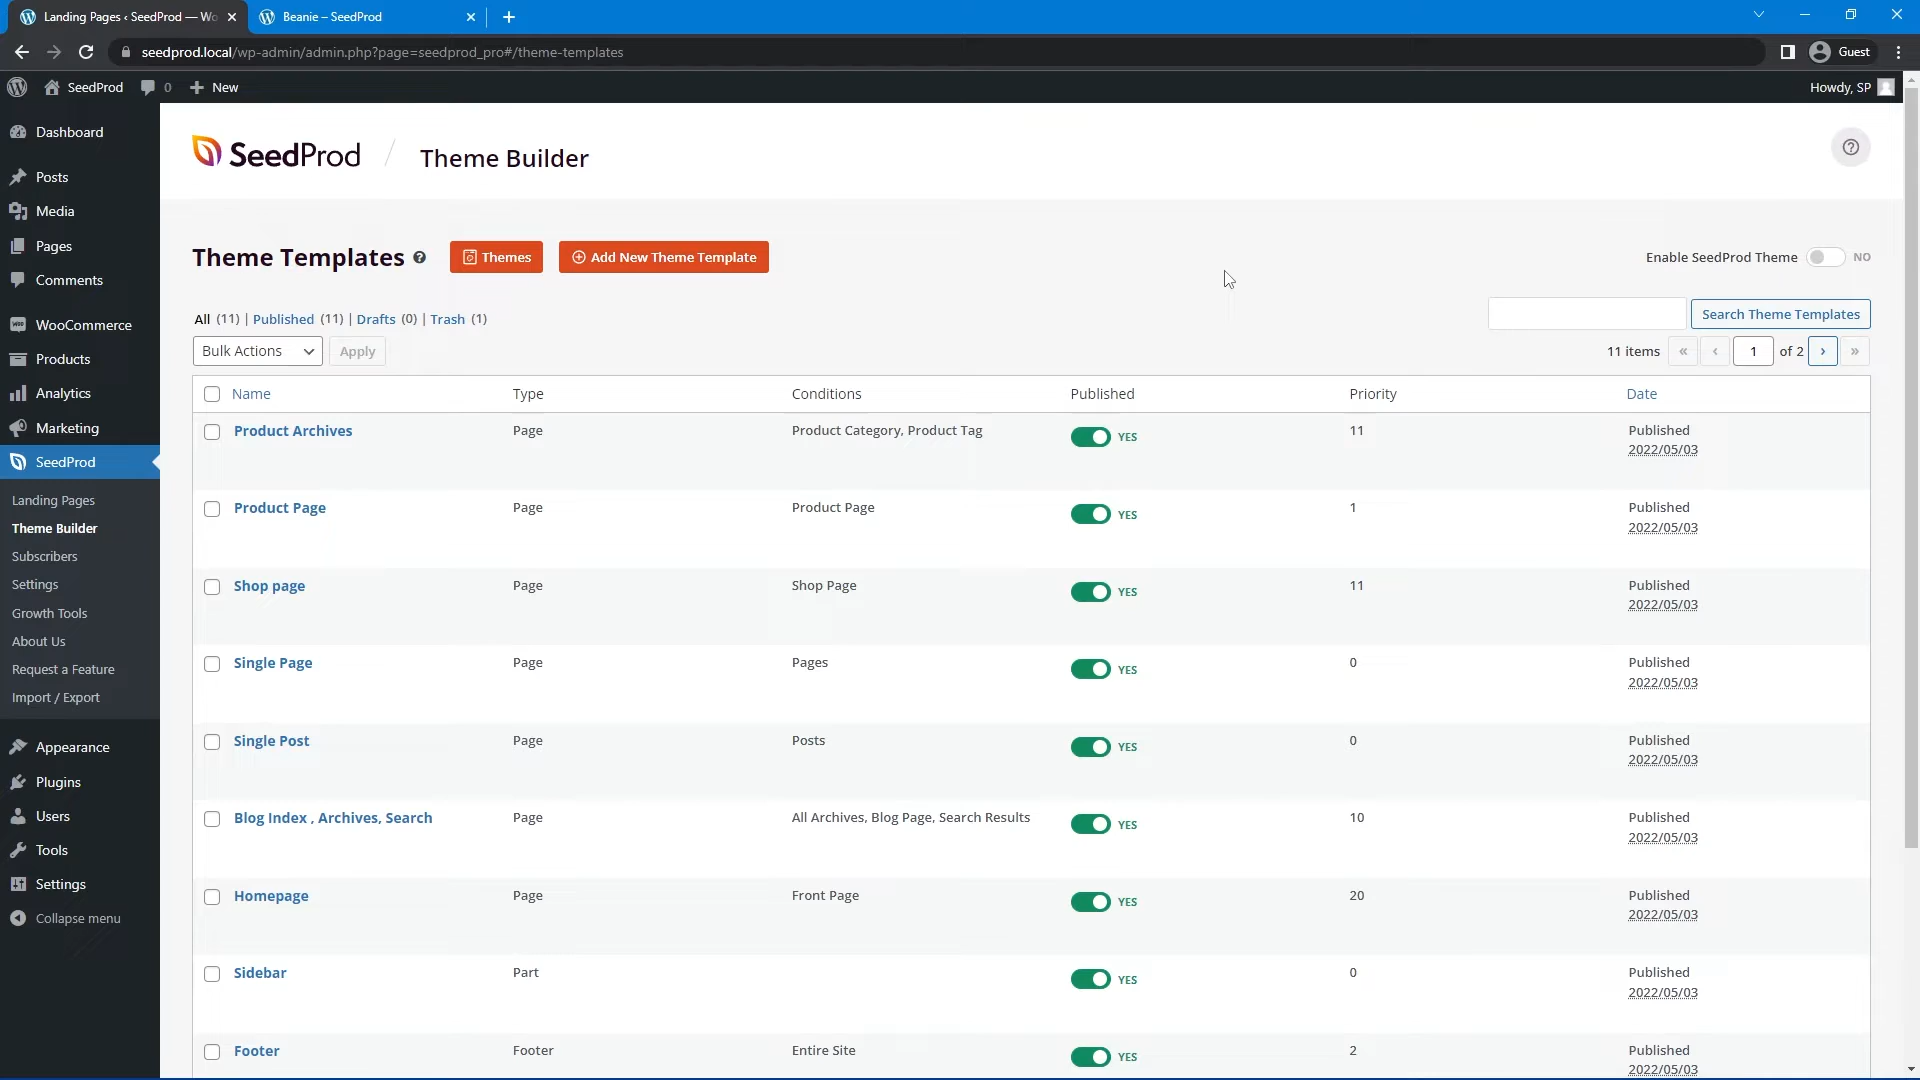 Landing Pages ‹ SeedProd — Wo
Beanie – SeedProd
seedprod.local/wp-admin/admin.php?page=seedprod_pro#/theme-templates
Guest
SeedProd
0
New
Howdy, SP
Dashboard
Posts
Media
Pages
Comments
WooCommerce
Products
Analytics
Marketing
SeedProd
Landing Pages
Theme Builder
Subscribers
Settings
Growth Tools
About Us
Request a Feature
Import / Export
Appearance
Plugins
Users
Tools
Settings
Collapse menu
SeedProd / Theme Builder
Theme Templates
Themes
Add New Theme Template
Enable SeedProd Theme NO
All (11) | Published (11) | Drafts (0) | Trash (1)
Search Theme Templates
Bulk Actions
Apply
11 items « ‹ 1 of 2 › »
Name Type Conditions Published Priority Date
Product Archives Page Product Category, Product Tag YES 11 Published
2022/05/03
Product Page Page Product Page YES 1 Published
2022/05/03
Shop page Page Shop Page YES 11 Published
2022/05/03
Single Page Page Pages YES 0 Published
2022/05/03
Single Post Page Posts YES 0 Published
2022/05/03
Blog Index , Archives, Search Page All Archives, Blog Page, Search Results YES 10 Published
2022/05/03
Homepage Page Front Page YES 20 Published
2022/05/03
Sidebar Part YES 0 Published
2022/05/03
Footer Footer Entire Site YES 2 Published
2022/05/03